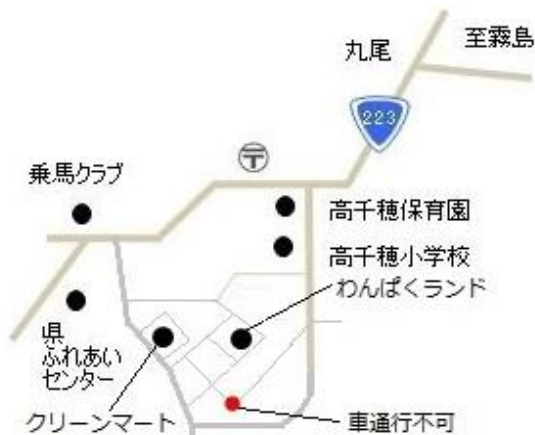 丸尾
至霧島
223
〒
乗馬クラブ
高千穂保育園
高千穂小学校
わんぱくランド
県
ふれあい
センター
クリーンマート
車通行不可